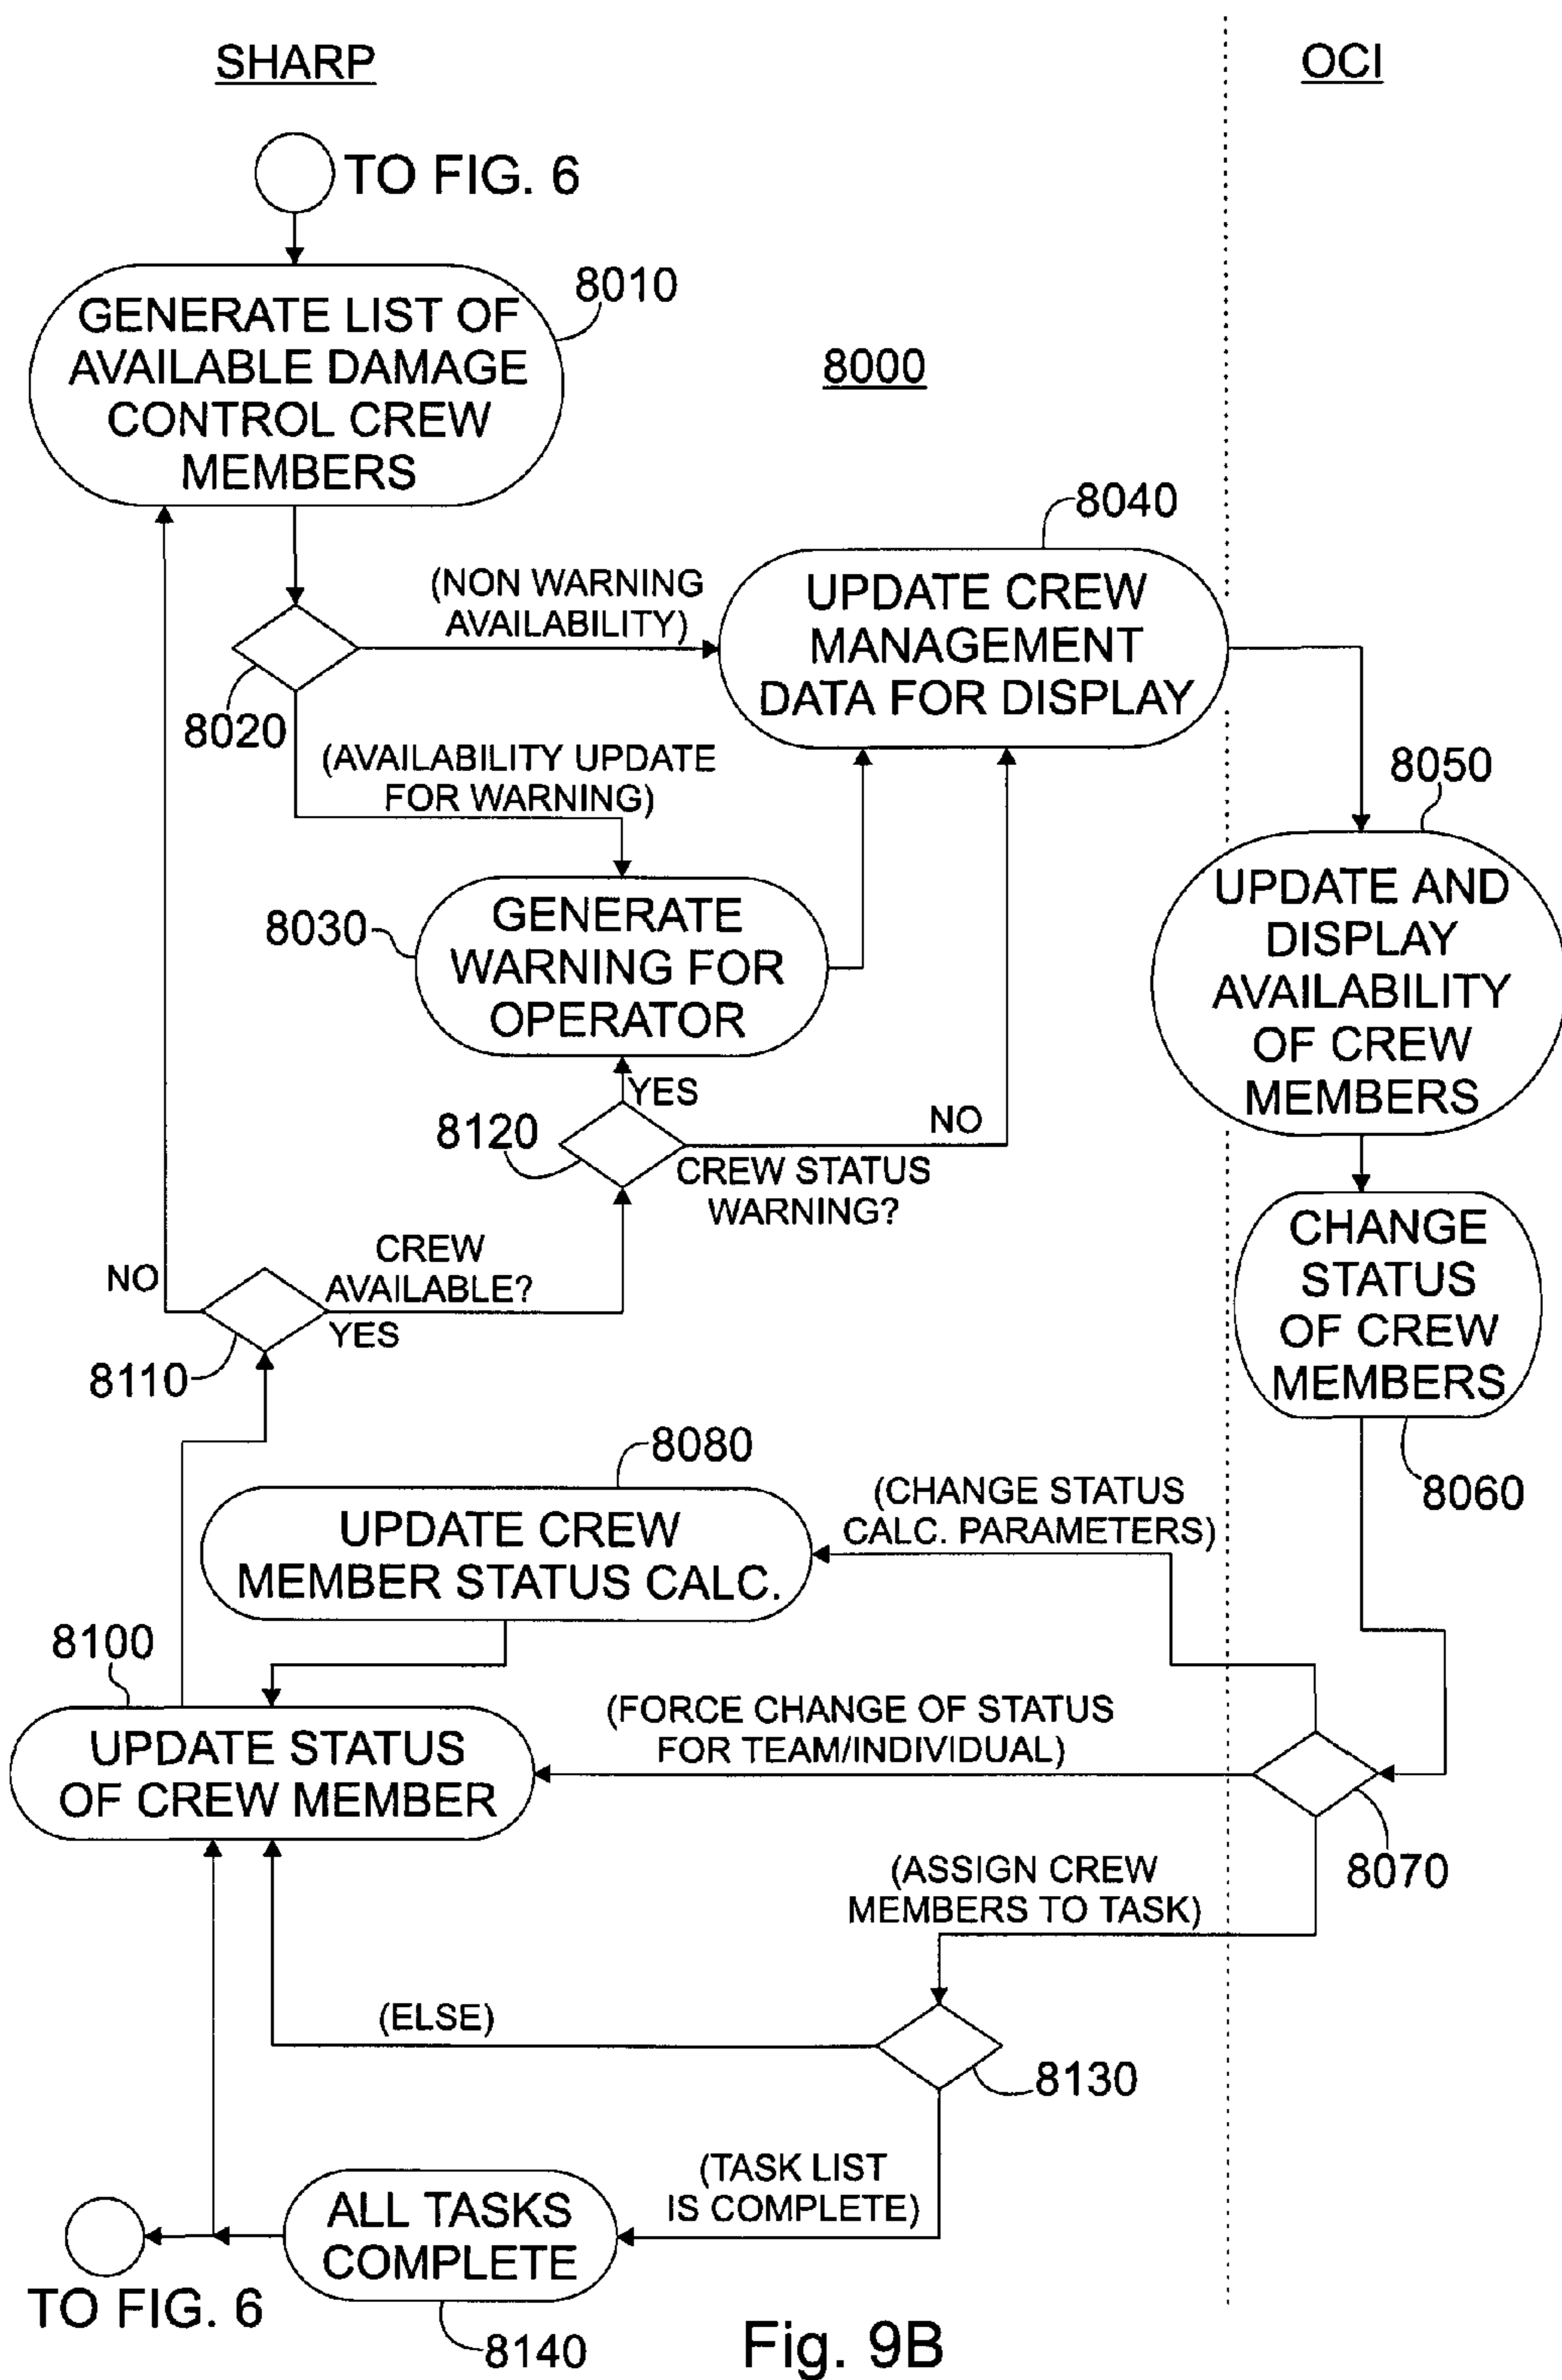 SHARP
OCI
TO FIG. 6
8010
GENERATE LIST OF
AVAILABLE DAMAGE
CONTROL CREW
MEMBERS
8000
8040
(NON WARNING
AVAILABILITY)
UPDATE CREW
MANAGEMENT
DATA FOR DISPLAY
8020
(AVAILABILITY UPDATE
FOR WARNING)
8050
UPDATE AND
DISPLAY
AVAILABILITY
OF CREW
MEMBERS
8030
GENERATE
WARNING FOR
OPERATOR
YES
8120
NO
CREW STATUS
WARNING?
CHANGE
STATUS
OF CREW
MEMBERS
NO
CREW
AVAILABLE?
YES
8110
8060
8080
(CHANGE STATUS
CALC. PARAMETERS)
UPDATE CREW
MEMBER STATUS CALC.
8100
(FORCE CHANGE OF STATUS
FOR TEAM/INDIVIDUAL)
UPDATE STATUS
OF CREW MEMBER
8070
(ASSIGN CREW
MEMBERS TO TASK)
(ELSE)
8130
(TASK LIST
IS COMPLETE)
ALL TASKS
COMPLETE
TO FIG. 6
8140
Fig. 9B